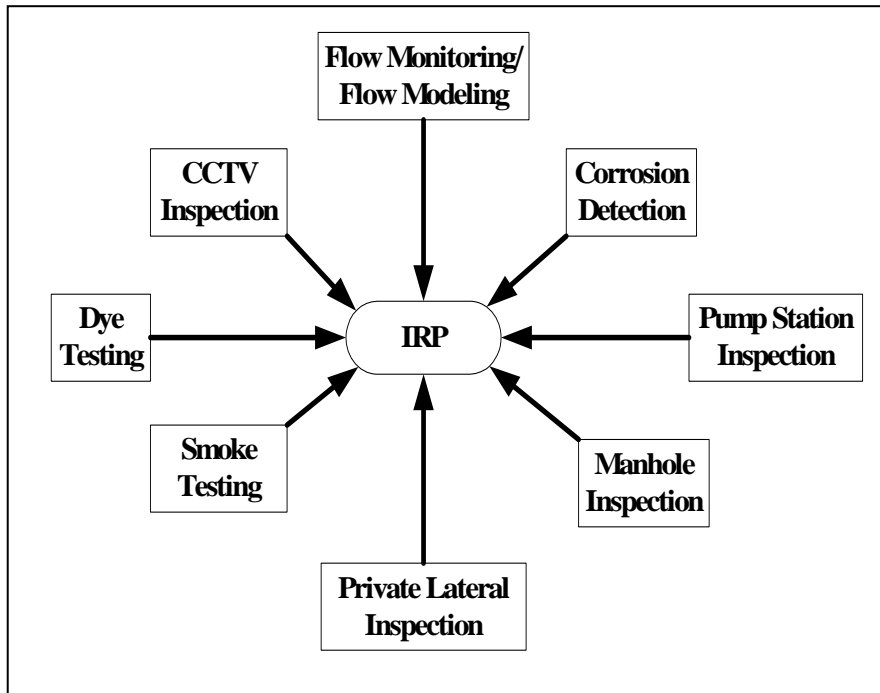 Flow Monitoring/
Flow Modeling
CCTV
Inspection
Corrosion
Detection
Dye
Testing
IRP
Pump Station
Inspection
Smoke
Testing
Manhole
Inspection
Private Lateral
Inspection